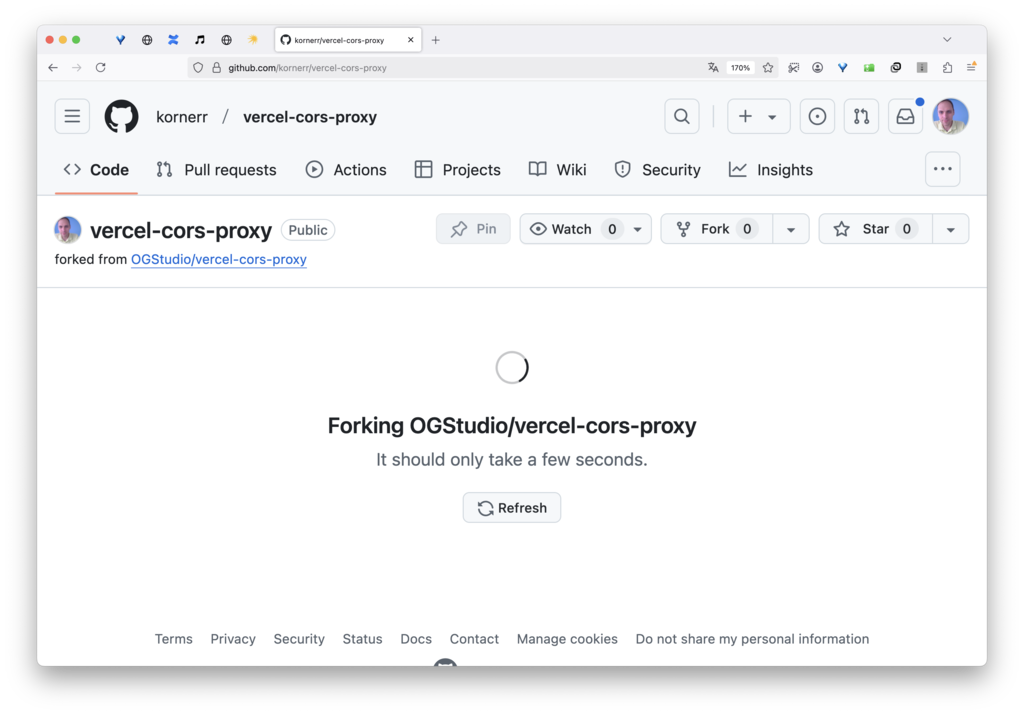 kornerr/vercel-cors-proxy
github.com/kornerr/vercel-cors-proxy
170%
kornerr / vercel-cors-proxy
Code Pull requests Actions Projects Wiki Security Insights
vercel-cors-proxy Public Pin Watch 0 Fork 0 Star 0
forked from OGStudio/vercel-cors-proxy
Forking OGStudio/vercel-cors-proxy
It should only take a few seconds.
Refresh
Terms Privacy Security Status Docs Contact Manage cookies Do not share my personal information